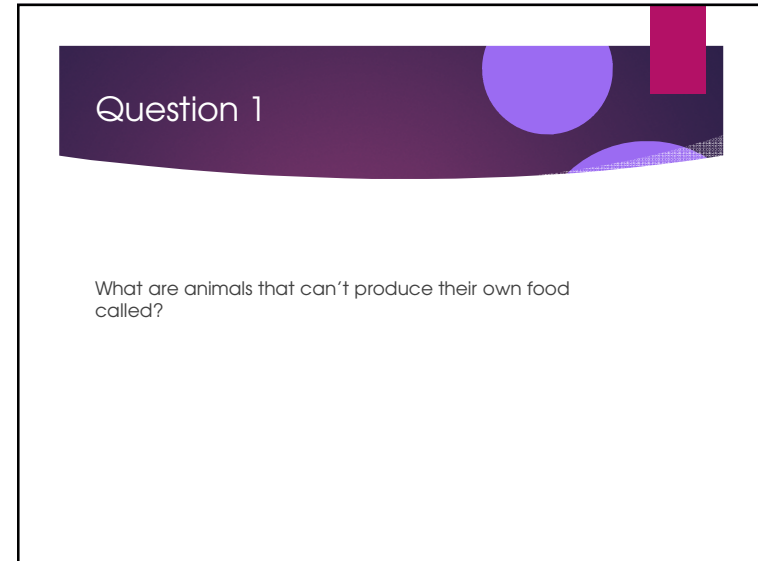 Question 1
What are animals that can’t produce their own food
called?